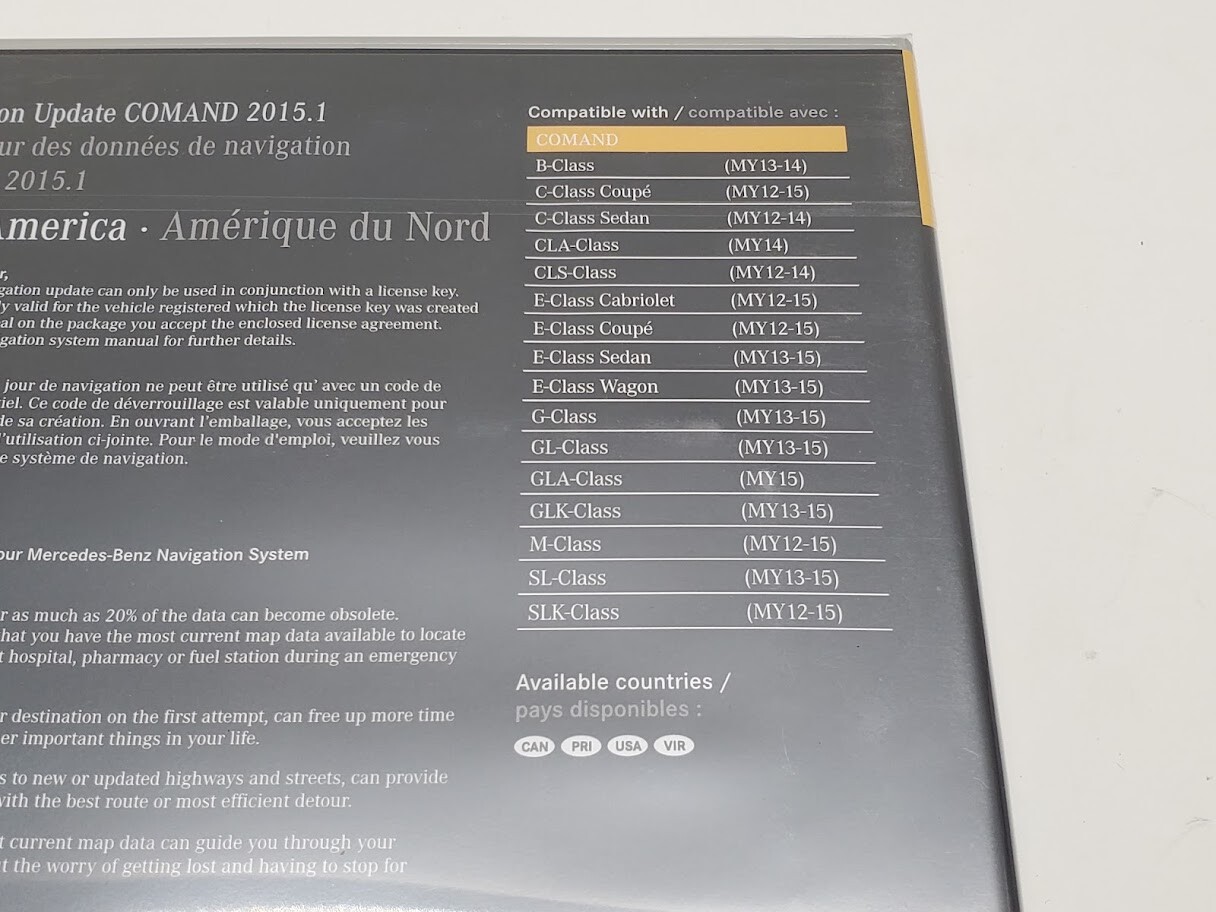 on Update COMAND 2015.1
ur des données de navigation
2015.1
America · Amérique du Nord
r,
gation update can only be used in conjunction with a license key.
y valid for the vehicle registered which the license key was created
al on the package you accept the enclosed license agreement.
gation system manual for further details.
jour de navigation ne peut être utilisé qu' avec un code de
iel. Ce code de déverrouillage est valable uniquement pour
de sa création. En ouvrant l'emballage, vous acceptez les
l'utilisation ci-jointe. Pour le mode d'emploi, veuillez vous
e système de navigation.
our Mercedes-Benz Navigation System
r as much as 20% of the data can become obsolete.
hat you have the most current map data available to locate
t hospital, pharmacy or fuel station during an emergency
r destination on the first attempt, can free up more time
er important things in your life.
s to new or updated highways and streets, can provide
with the best route or most efficient detour.
t current map data can guide you through your
t the worry of getting lost and having to stop for
Compatible with / compatible avec :
COMAND
B-Class (MY13-14)
C-Class Coupé (MY12-15)
C-Class Sedan (MY12-14)
CLA-Class (MY14)
CLS-Class (MY12-14)
E-Class Cabriolet (MY12-15)
E-Class Coupé (MY12-15)
E-Class Sedan (MY13-15)
E-Class Wagon (MY13-15)
G-Class (MY13-15)
GL-Class (MY13-15)
GLA-Class (MY15)
GLK-Class (MY13-15)
M-Class (MY12-15)
SL-Class (MY13-15)
SLK-Class (MY12-15)
Available countries /
pays disponibles :
CAN PRI USA VIR